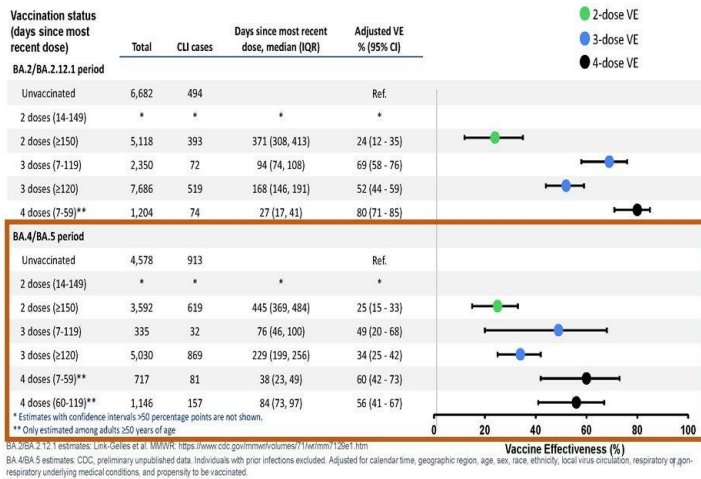 Vaccination status
(days since most
recent dose)
Total
CLI cases
Days since most recent
dose, median (IQR)
Adjusted VE
% (95% CI)
2-dose VE
3-dose VE
4-dose VE
BA.2/BA.2.12.1 period
Unvaccinated 6,682 494 Ref.
2 doses (14-149) * * * *
2 doses (≥150) 5,118 393 371 (308, 413) 24 (12 - 35)
3 doses (7-119) 2,350 72 94 (74, 108) 69 (58 - 76)
3 doses (≥120) 7,686 519 168 (146, 191) 52 (44 - 59)
4 doses (7-59)** 1,204 74 27 (17, 41) 80 (71 - 85)
BA.4/BA.5 period
Unvaccinated 4,578 913 Ref.
2 doses (14-149) * * * *
2 doses (≥150) 3,592 619 445 (369, 484) 25 (15 - 33)
3 doses (7-119) 335 32 76 (46, 100) 49 (20 - 68)
3 doses (≥120) 5,030 869 229 (199, 256) 34 (25 - 42)
4 doses (7-59)** 717 81 38 (23, 49) 60 (42 - 73)
4 doses (60-119)** 1,146 157 84 (73, 97) 56 (41 - 67)
* Estimates with confidence intervals >50 percentage points are not shown.
** Only estimated among adults ≥50 years of age
0 20 40 60 80 100
Vaccine Effectiveness (%)
BA.2/BA.2.12.1 estimates: Link-Gelles et al. MMWR: https://www.cdc.gov/mmwr/volumes/71/wr/mm7129e1.htm
BA.4/BA.5 estimates: CDC, preliminary unpublished data. Individuals with prior infections excluded. Adjusted for calendar time, geographic region, age, sex, race, ethnicity, local virus circulation, respiratory or non-
respiratory underlying medical conditions, and propensity to be vaccinated.